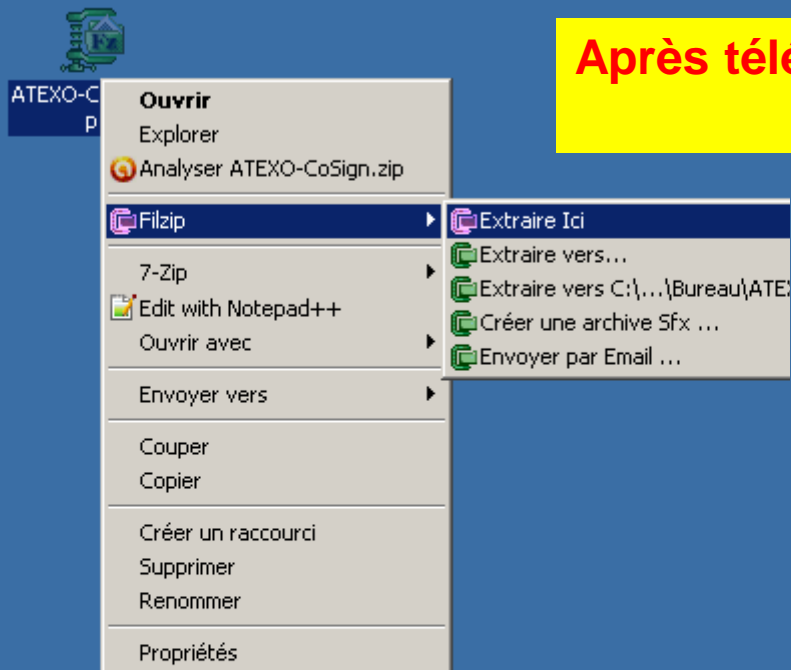 Après télé
ATEXO-C
p
Ouvrir
Explorer
Analyser ATEXO-CoSign.zip
Filzip
7-Zip
Edit with Notepad++
Ouvrir avec
Envoyer vers
Couper
Copier
Créer un raccourci
Supprimer
Renommer
Propriétés
Extraire Ici
Extraire vers...
Extraire vers C:\...\Bureau\ATEX
Créer une archive Sfx ...
Envoyer par Email ...